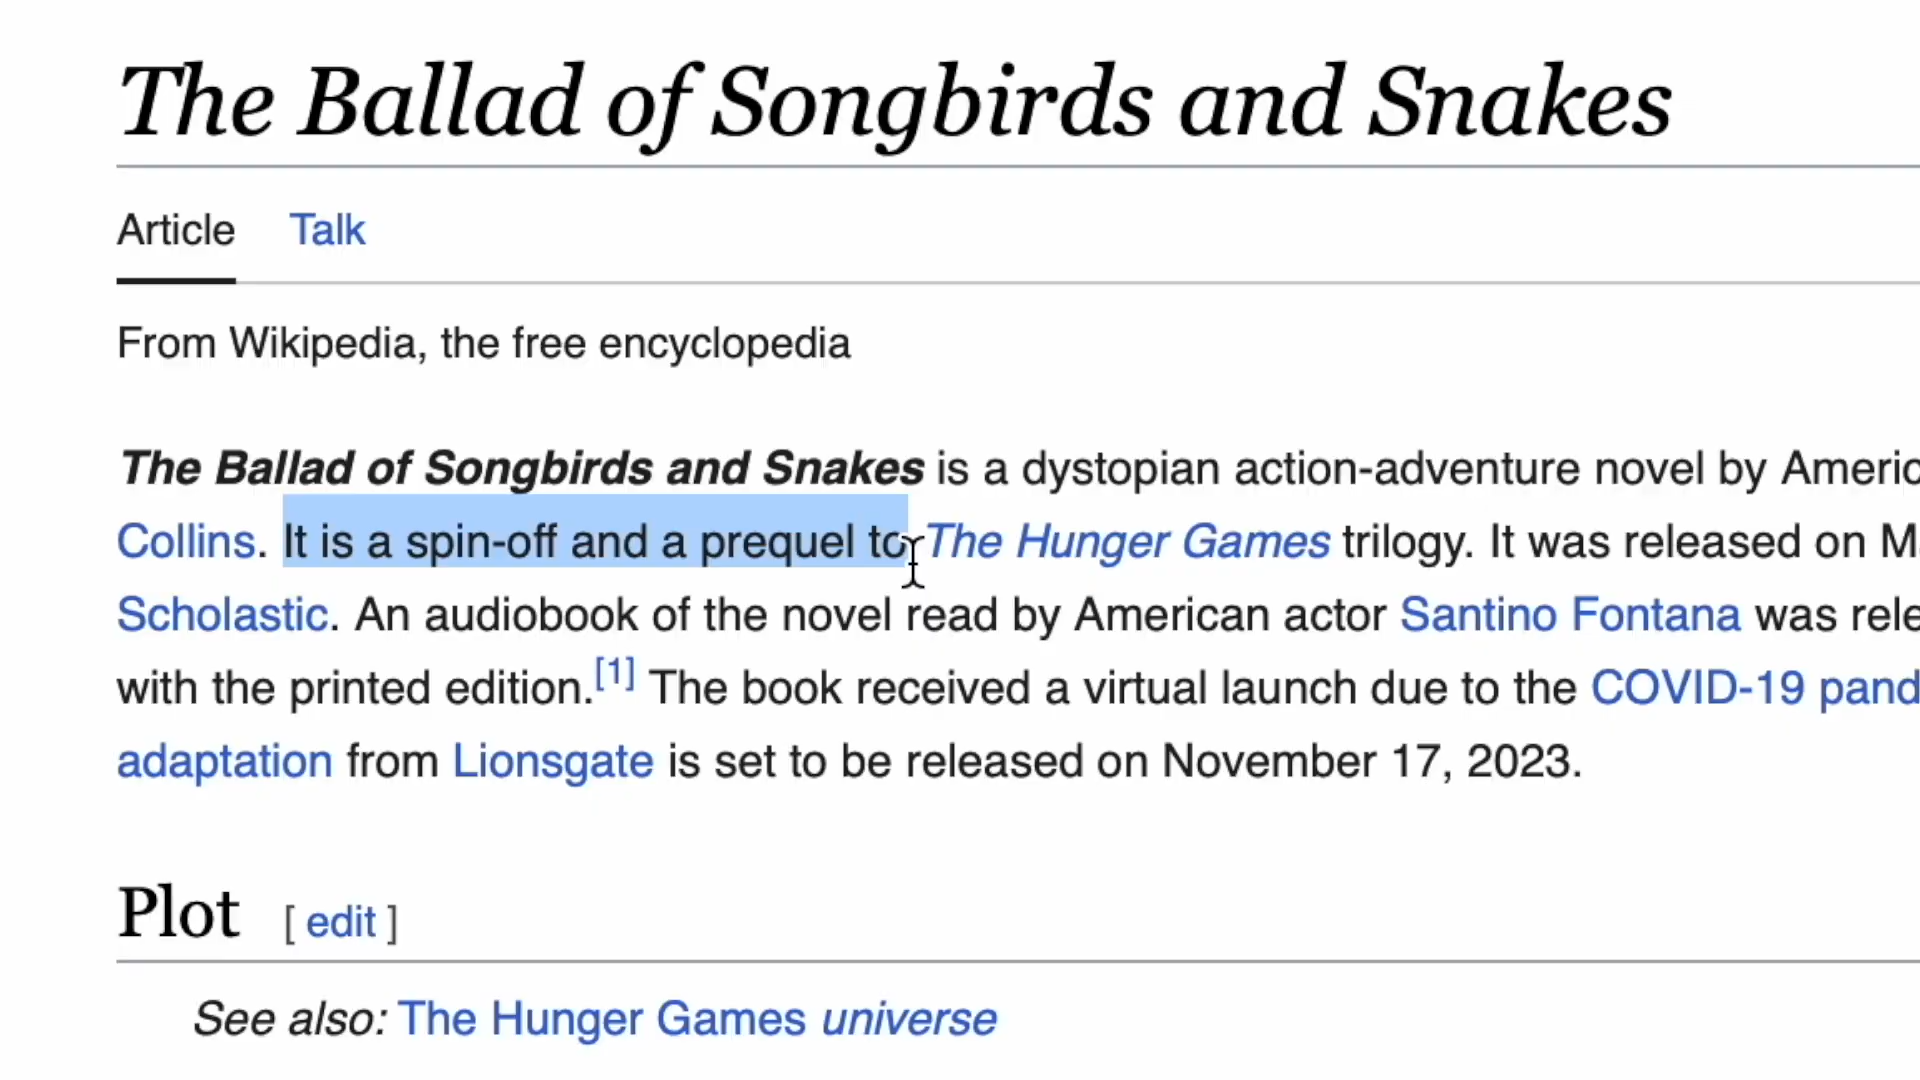 The Ballad of Songbirds and Snakes
Article Talk
From Wikipedia, the free encyclopedia
The Ballad of Songbirds and Snakes is a dystopian action-adventure novel by
Collins. It is a spin-off and a prequel to The Hunger Games trilogy. It was released on
Scholastic. An audiobook of the novel read by American actor Santino Fontana was
with the printed edition.[1] The book received a virtual launch due to the COVID-19
adaptation from Lionsgate is set to be released on November 17, 2023.
Plot [ edit ]
See also: The Hunger Games universe